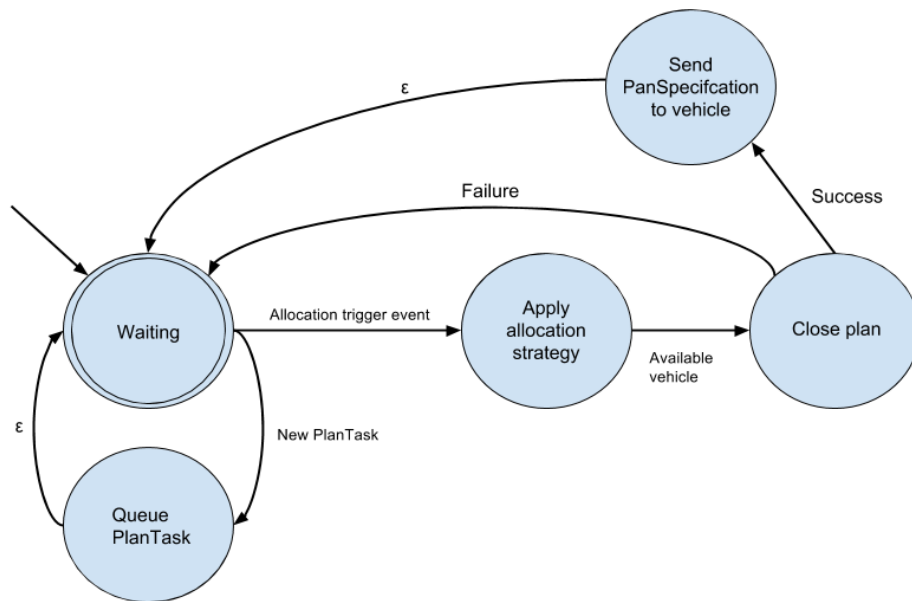 Send
PanSpecifcation
to vehicle
ε
Failure
Success
Waiting
Allocation trigger event
Apply
allocation
strategy
Available
vehicle
Close plan
ε
New PlanTask
Queue
PlanTask